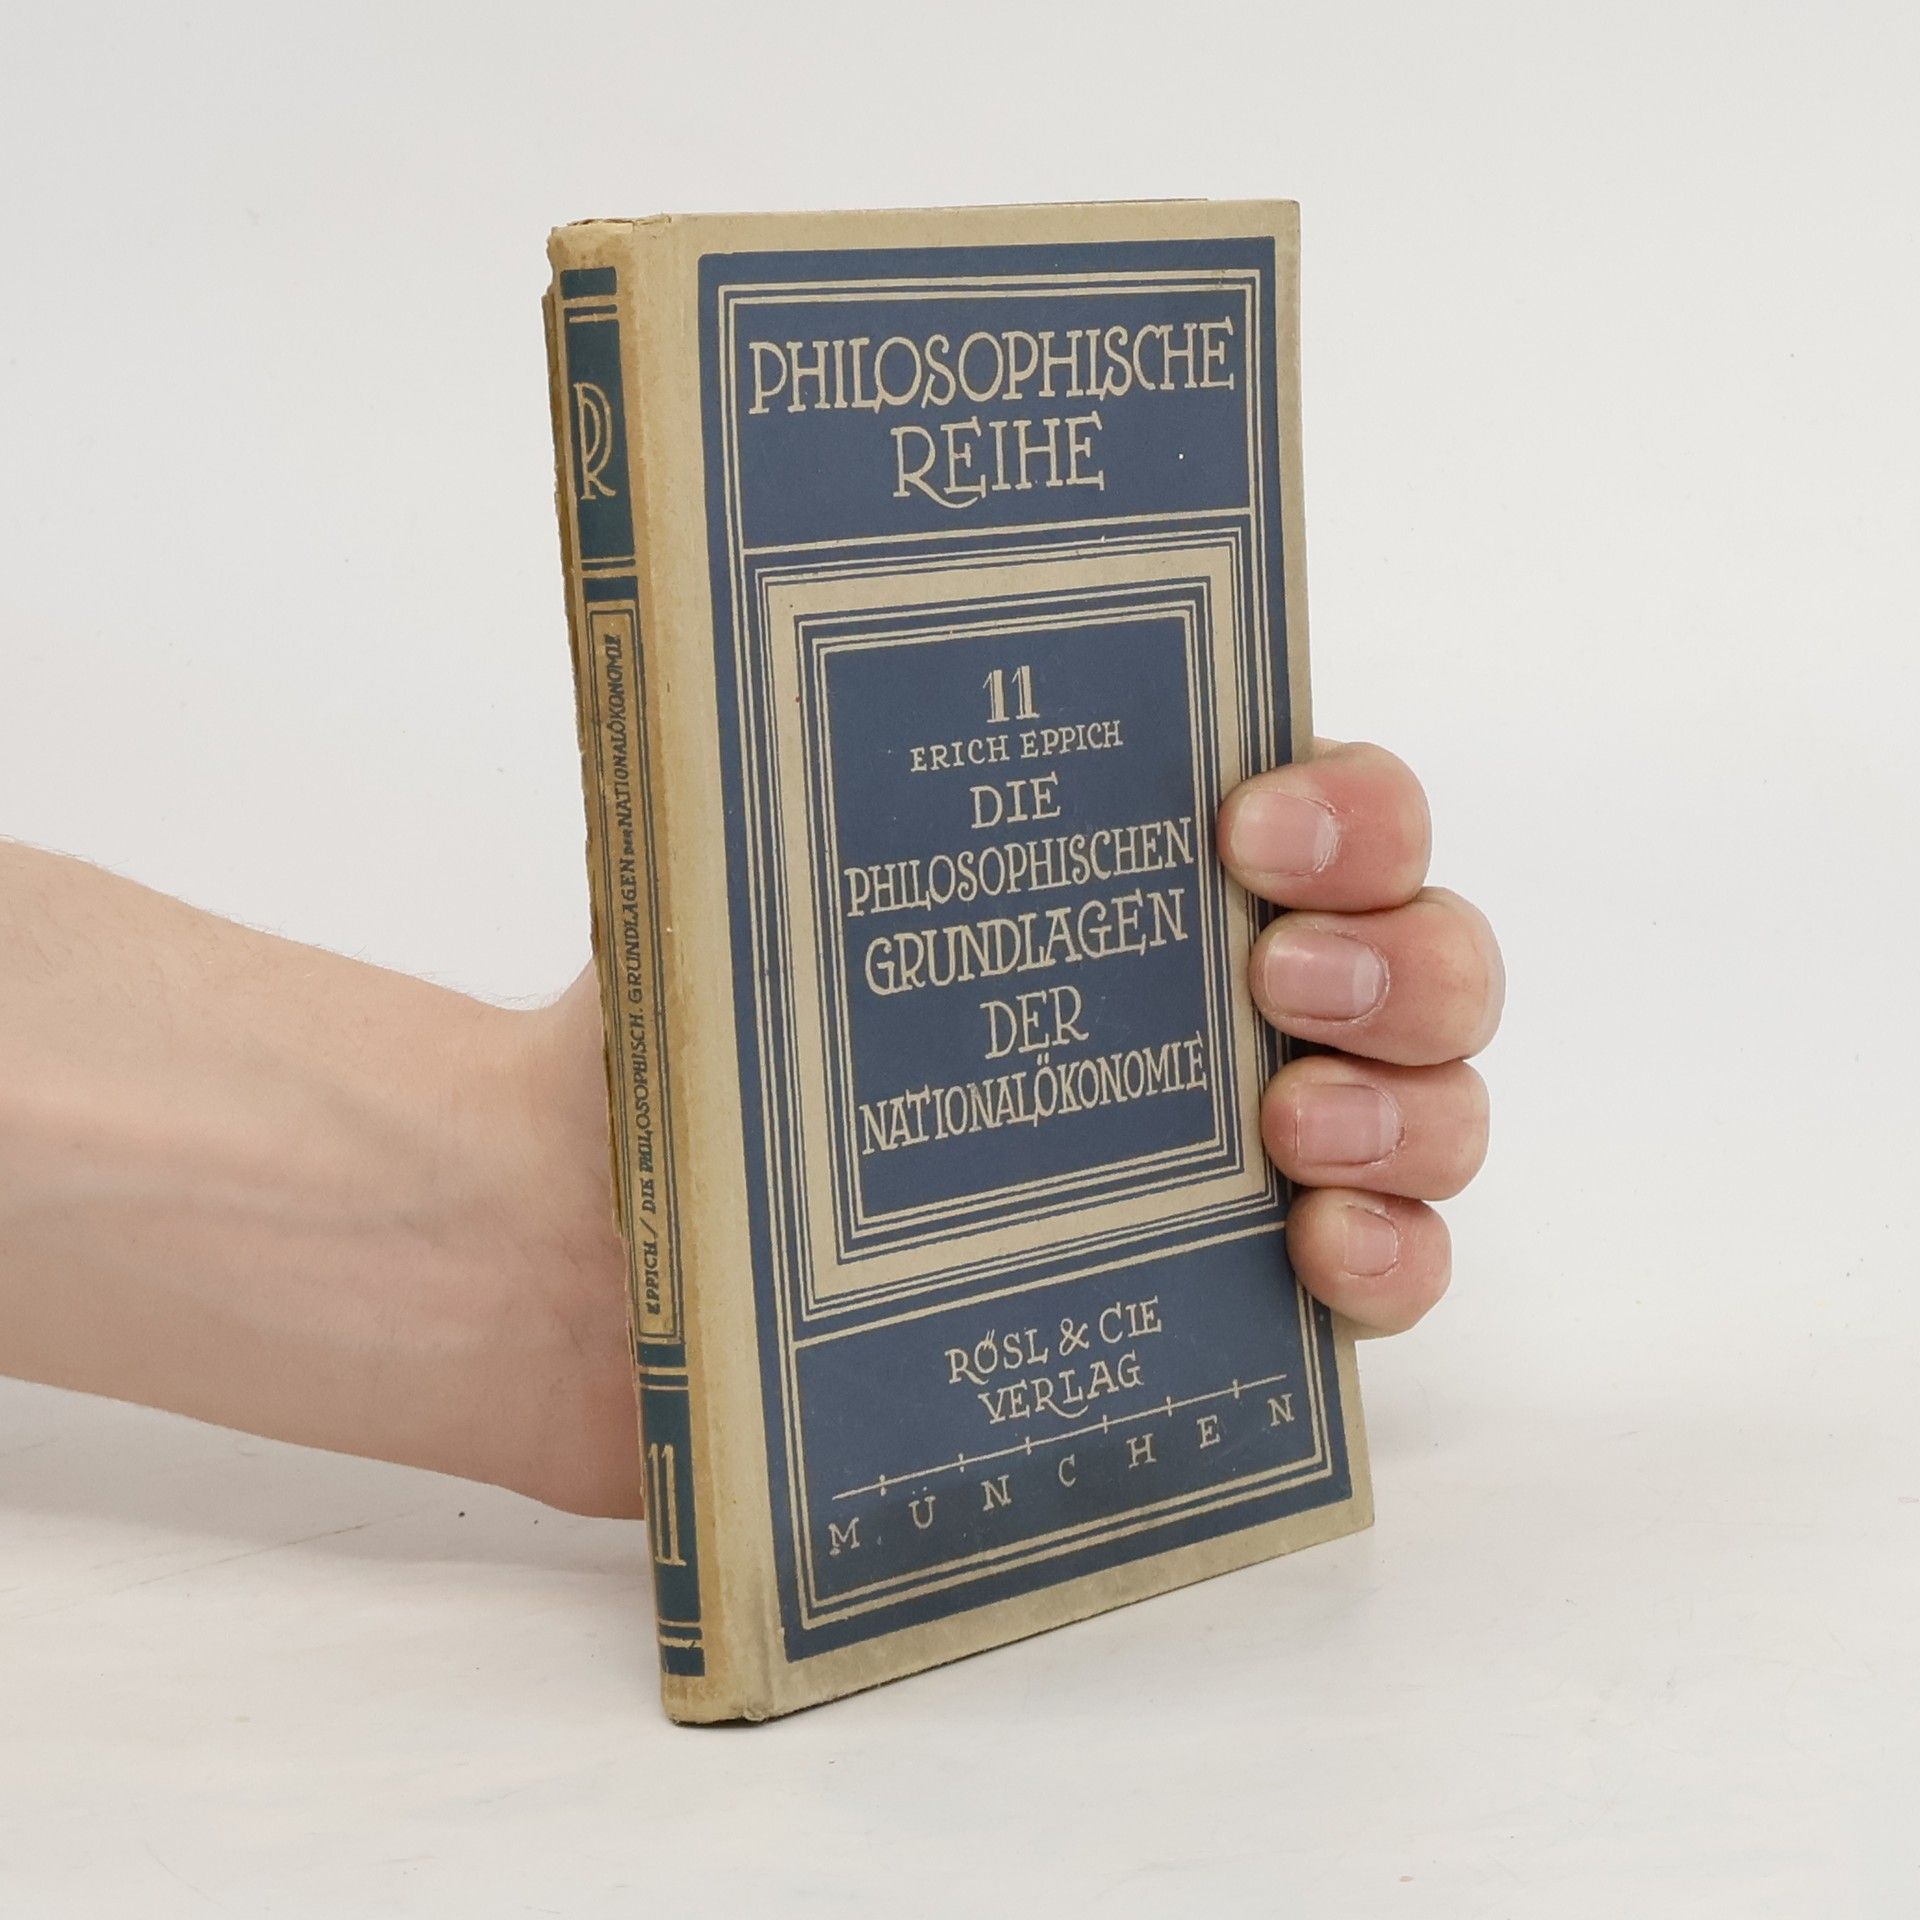 PHILOSOPHISCHE
REIHE
11
ERICH EPPICH
DIE
PHILOSOPHISCHEN
GRUNDLAGEN
DER
NATIONALÖKONOMIE
RÖSL & CIE
VERLAG
MÜNCHEN
PR
EPPICH / DIE PHILOSOPHISCH. GRUNDLAGEN DER NATIONALÖKONOMIE
11